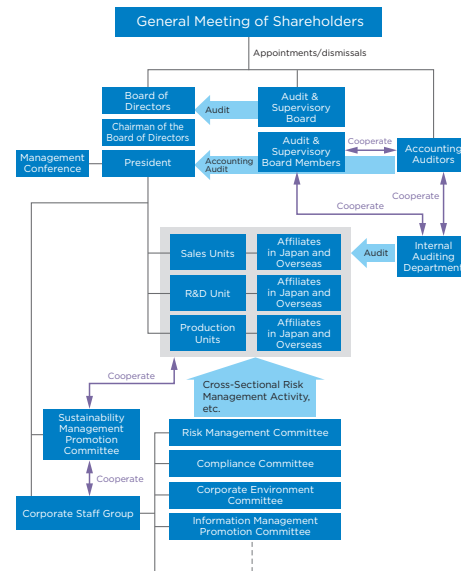 General Meeting of Shareholders
Appointments/dismissals
Board of
Directors
Audit
Audit &
Supervisory
Board
Chairman of the
Board of Directors
Management
Conference
President
Accounting
Audit
Audit &
Supervisory
Board Members
Cooperate
Accounting
Auditors
Cooperate
Cooperate
Internal
Auditing
Department
Audit
Sales Units
Affiliates
in Japan and
Overseas
R&D Unit
Affiliates
in Japan and
Overseas
Production
Units
Affiliates
in Japan and
Overseas
Cooperate
Cross-Sectional Risk
Management Activity,
etc.
Sustainability
Management
Promotion
Committee
Cooperate
Corporate Staff Group
Risk Management Committee
Compliance Committee
Corporate Environment
Committee
Information Management
Promotion Committee